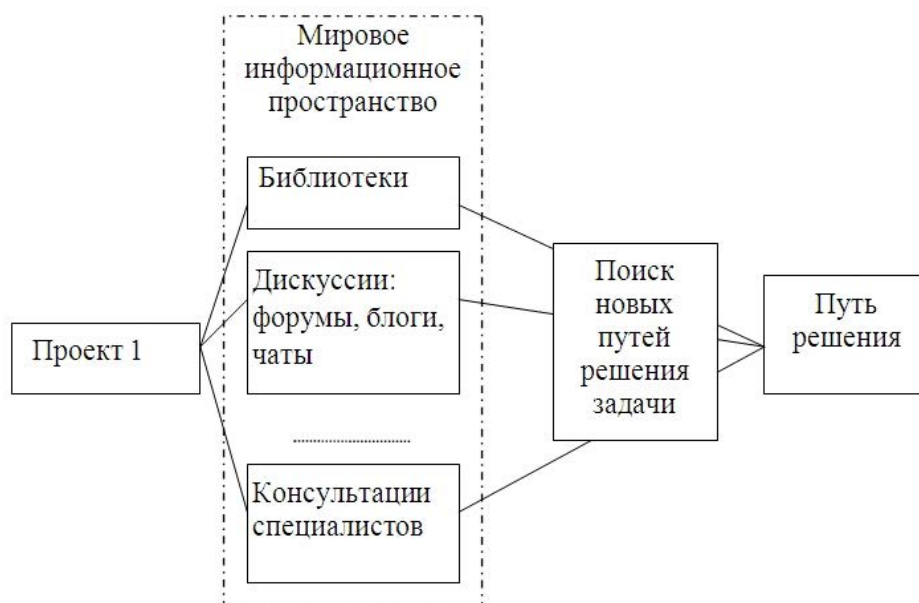 Мировое
информационное
пространство
Библиотеки
Дискуссии:
форумы, блоги,
чаты
Проект 1
Консультации
специалистов
Поиск
новых
путей
решения
задачи
Путь
решения